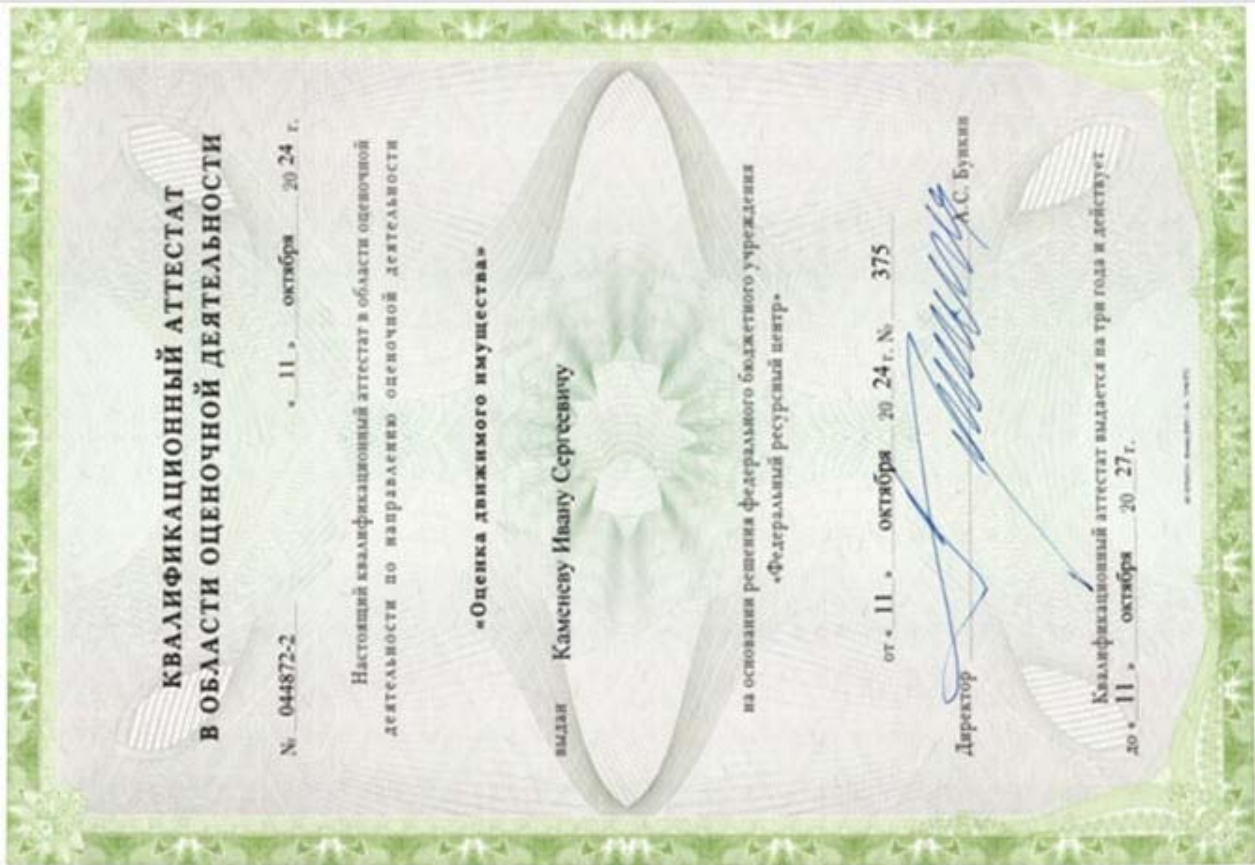 КВАЛИФИКАЦИОННЫЙ АТТЕСТАТ
В ОБЛАСТИ ОЦЕНОЧНОЙ ДЕЯТЕЛЬНОСТИ
№ 044872-2 « 11 » октября 20 24 г.
Настоящий квалификационный аттестат в области оценочной
деятельности по направлению оценочной деятельности
«Оценка движимого имущества»
выдан Каменеву Ивану Сергеевичу
на основании решения федерального бюджетного учреждения
«Федеральный ресурсный центр»
от « 11 » октября 20 24 г. № 375
Директор А.С. Бункин
Квалификационный аттестат выдается на три года и действует
до « 11 » октября 20 27 г.